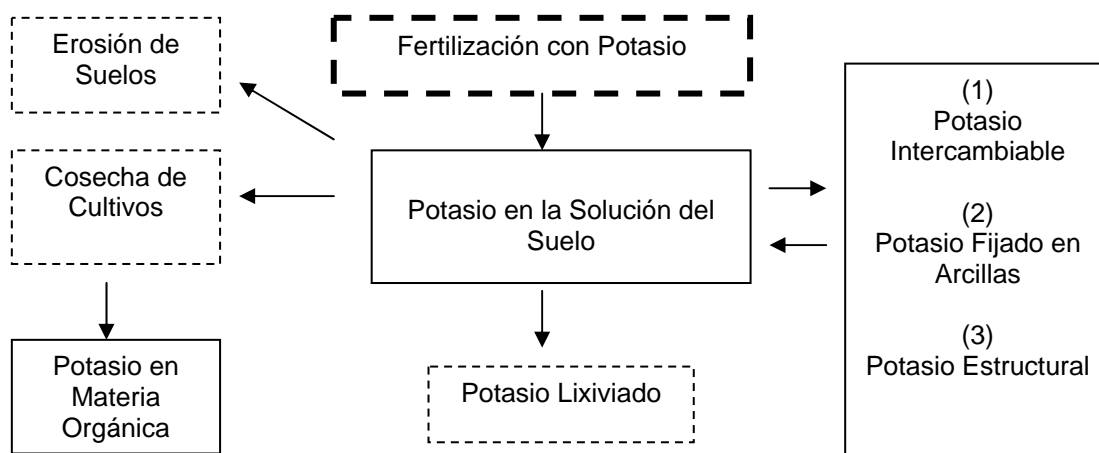 Erosión de
Suelos
Fertilización con Potasio
(1)
Potasio
Intercambiable
Cosecha de
Cultivos
Potasio en la Solución del
Suelo
(2)
Potasio Fijado en
Arcillas
(3)
Potasio Estructural
Potasio en
Materia
Orgánica
Potasio Lixiviado